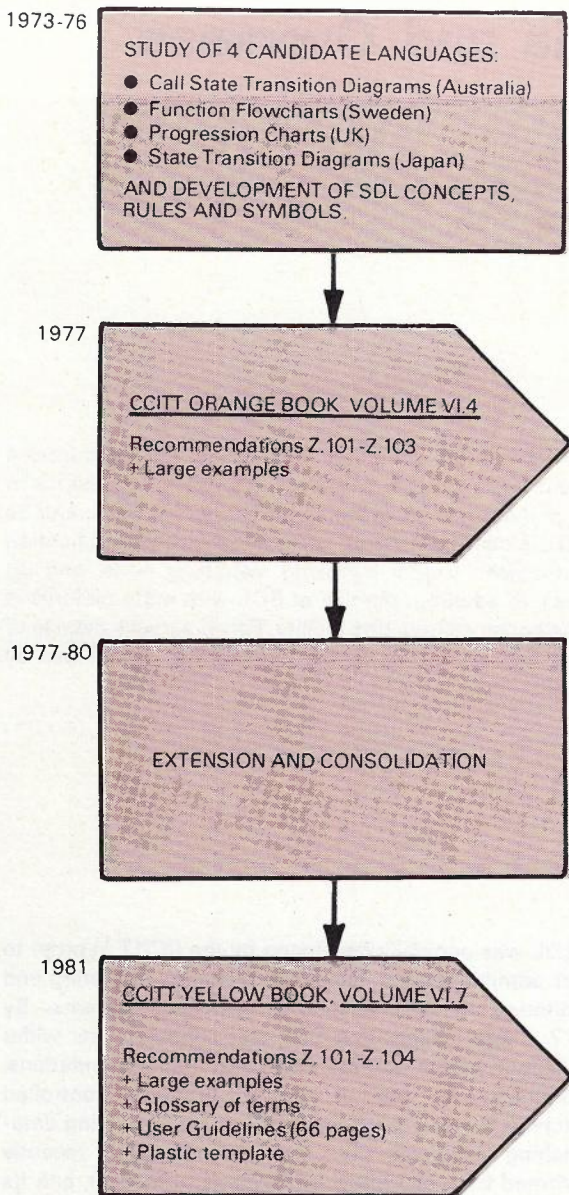 1973-76
STUDY OF 4 CANDIDATE LANGUAGES:
● Call State Transition Diagrams (Australia)
● Function Flowcharts (Sweden)
● Progression Charts (UK)
● State Transition Diagrams (Japan)
AND DEVELOPMENT OF SDL CONCEPTS,
RULES AND SYMBOLS.
1977
CCITT ORANGE BOOK VOLUME VI.4
Recommendations Z.101-Z.103
+ Large examples
1977-80
EXTENSION AND CONSOLIDATION
1981
CCITT YELLOW BOOK, VOLUME VI.7
Recommendations Z.101-Z.104
+ Large examples
+ Glossary of terms
+ User Guidelines (66 pages)
+ Plastic template